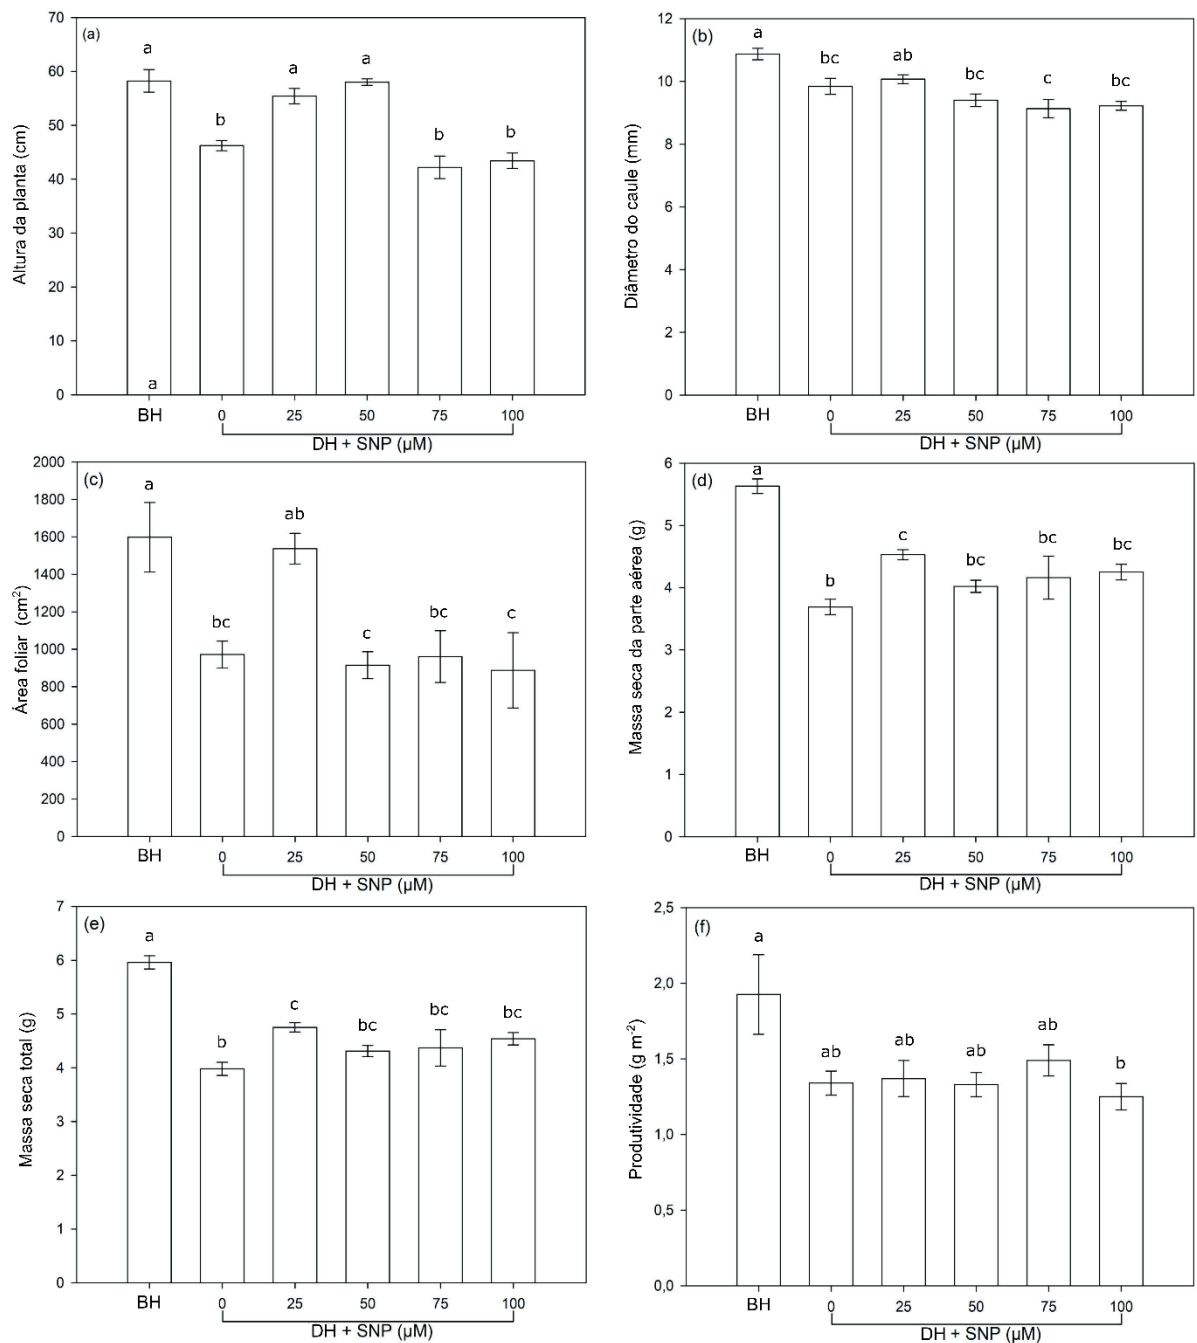 (a)
Altura da planta (cm)
70
60
50
40
30
20
10
0
a
b
a
a
b
b
a
BH
0
25
50
75
100
DH + SNP (µM)
(b)
Diâmetro do caule (mm)
12
10
8
6
4
2
0
a
bc
ab
bc
c
bc
BH
0
25
50
75
100
DH + SNP (µM)
(c)
Área foliar (cm²)
2000
1800
1600
1400
1200
1000
800
600
400
200
0
a
bc
ab
c
bc
c
BH
0
25
50
75
100
DH + SNP (µM)
(d)
Massa seca da parte aérea (g)
6
5
4
3
2
1
0
a
b
c
bc
bc
bc
BH
0
25
50
75
100
DH + SNP (µM)
(e)
Massa seca total (g)
7
6
5
4
3
2
1
0
a
b
c
bc
bc
bc
BH
0
25
50
75
100
DH + SNP (µM)
(f)
Produtividade (g m⁻²)
2,5
2,0
1,5
1,0
0,5
0,0
a
ab
ab
ab
ab
b
BH
0
25
50
75
100
DH + SNP (µM)